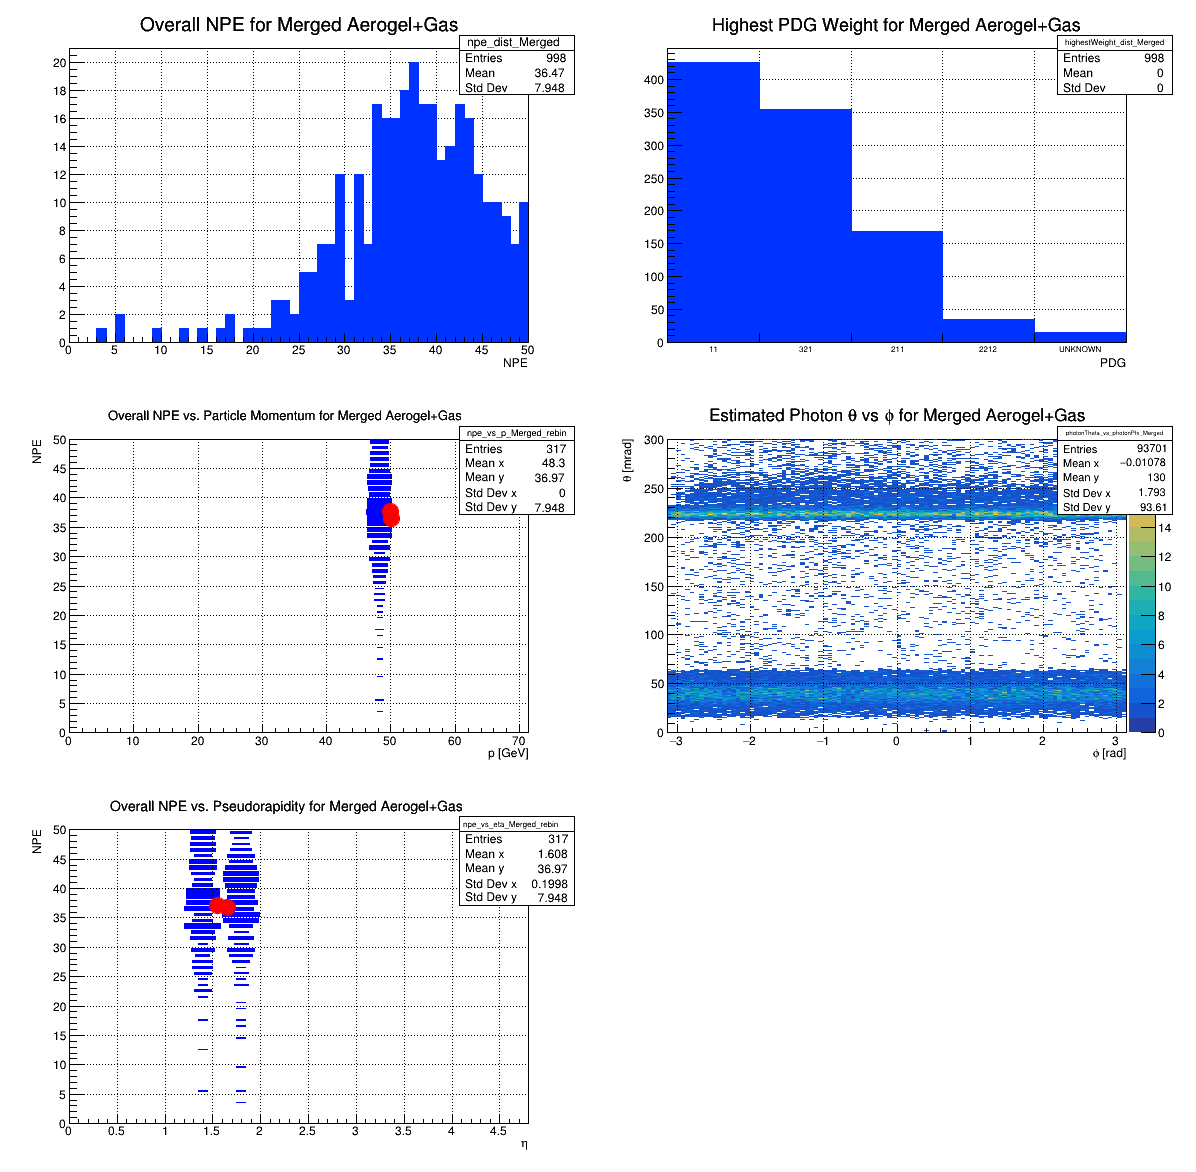 Overall NPE for Merged Aerogel+Gas
npe_dist_Merged
Entries 998
Mean 36.47
Std Dev 7.948
20
18
16
14
12
10
8
6
4
2
0
0 5 10 15 20 25 30 35 40 45 50
NPE
Highest PDG Weight for Merged Aerogel+Gas
highestWeight_dist_Merged
Entries 998
Mean 0
Std Dev 0
400
350
300
250
200
150
100
50
0
11 321 211 2212 UNKNOWN
PDG
Overall NPE vs. Particle Momentum for Merged Aerogel+Gas
npe_vs_p_Merged_rebin
Entries 317
Mean x 48.3
Mean y 36.97
Std Dev x 0
Std Dev y 7.948
NPE
50
45
40
35
30
25
20
15
10
5
0
0 10 20 30 40 50 60 70
p [GeV]
Estimated Photon θ vs ϕ for Merged Aerogel+Gas
photonTheta_vs_photonPhi_Merged
Entries 93701
Mean x −0.01078
Mean y 130
Std Dev x 1.793
Std Dev y 93.61
θ [mrad]
300
250
200
150
100
50
0
−3 −2 −1 0 1 2 3
ϕ [rad]
14
12
10
8
6
4
2
0
Overall NPE vs. Pseudorapidity for Merged Aerogel+Gas
npe_vs_eta_Merged_rebin
Entries 317
Mean x 1.608
Mean y 36.97
Std Dev x 0.1998
Std Dev y 7.948
NPE
50
45
40
35
30
25
20
15
10
5
0
0 0.5 1 1.5 2 2.5 3 3.5 4 4.5
η